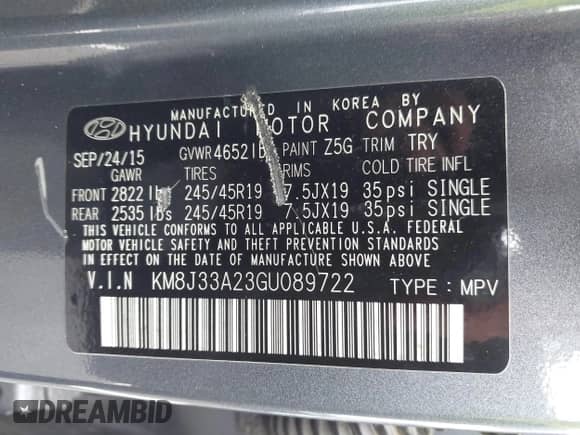 MANUFACTURED IN KOREA BY
HYUNDAI MOTOR COMPANY
SEP/24/15 GVWR 4652 lbs PAINT Z5G TRIM TRY
GAWR TIRES RIMS COLD TIRE INFL
FRONT 2822 lbs 245/45R19 7.5JX19 35psi SINGLE
REAR 2535 lbs 245/45R19 7.5JX19 35psi SINGLE
THIS VEHICLE CONFORMS TO ALL APPLICABLE U.S.A. FEDERAL
MOTOR VEHICLE SAFETY AND THEFT PREVENTION STANDARDS
IN EFFECT ON THE DATE OF MANUFACTURE SHOWN ABOVE.
V.I.N KM8J33A23GU089722 TYPE : MPV
DREAMBID